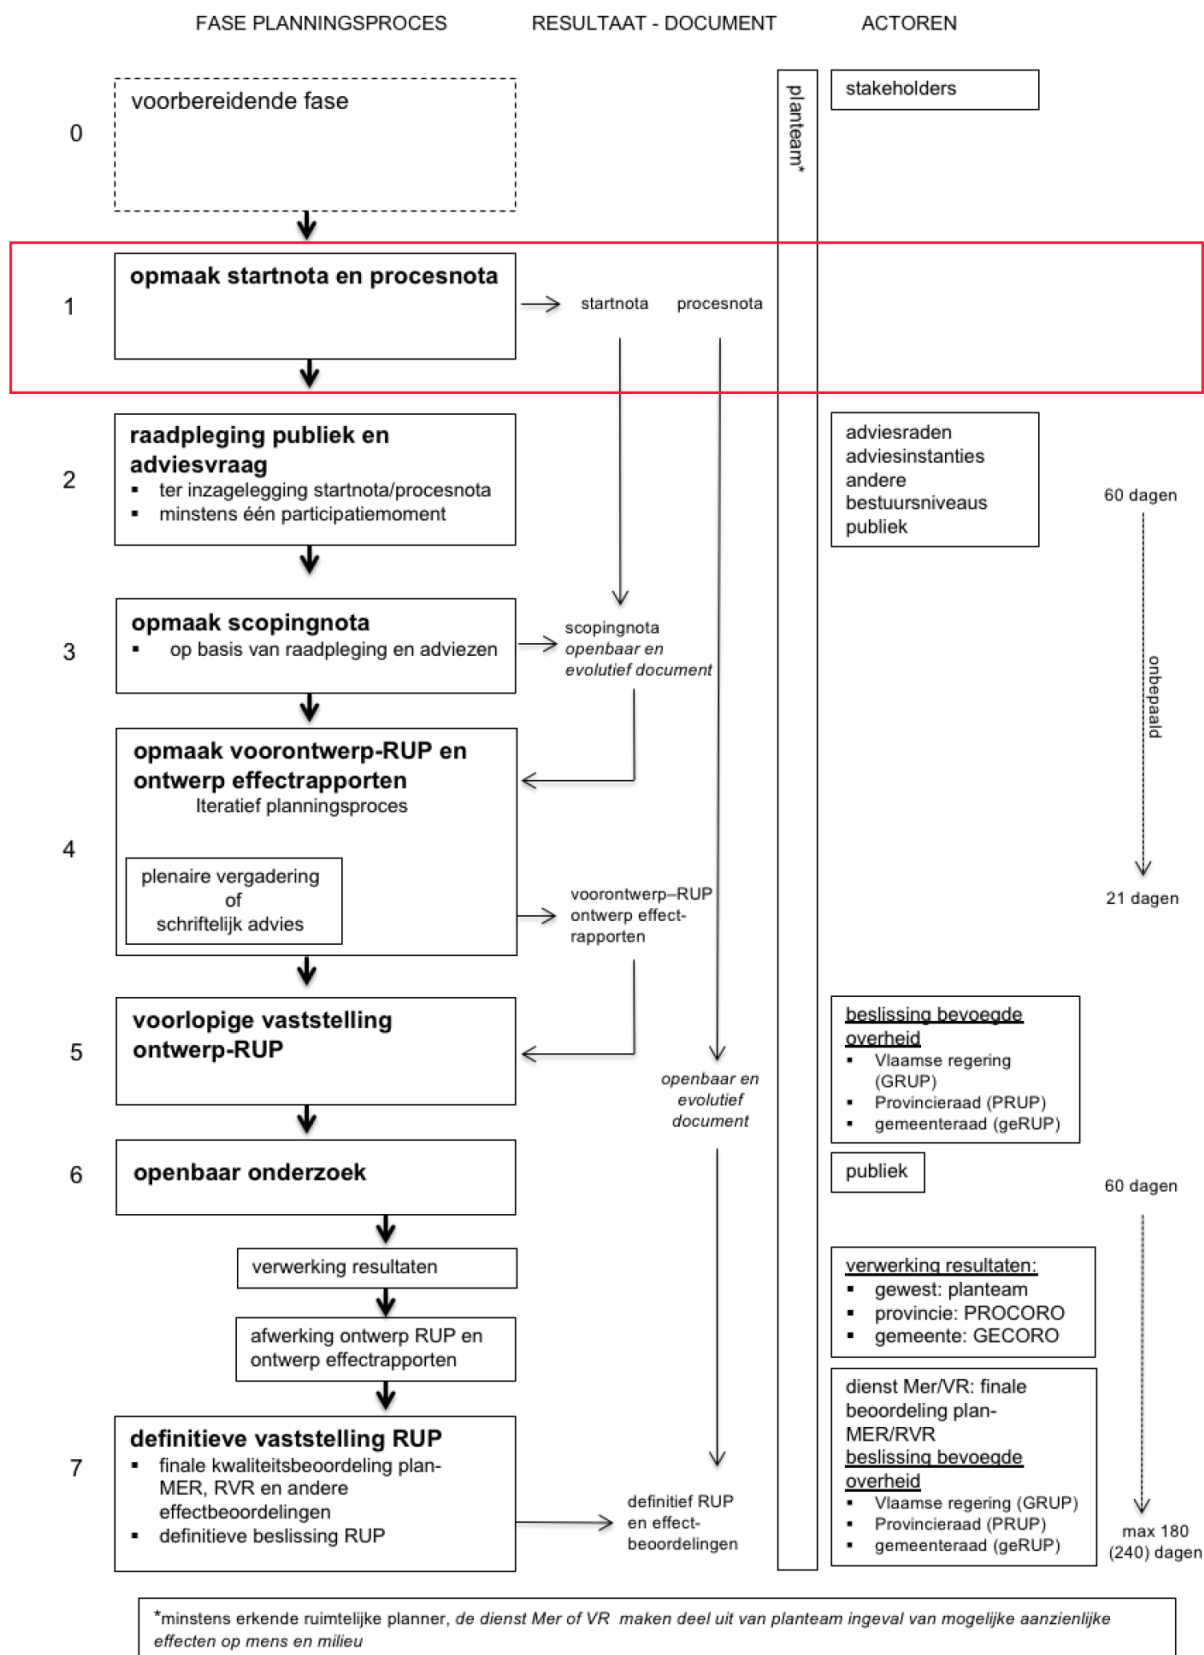 FASE PLANNINGSPROCES
RESULTAAT - DOCUMENT
ACTOREN
0
voorbereidende fase
planteam*
stakeholders
1
opmaak startnota en procesnota
startnota
procesnota
2
raadpleging publiek en
adviesvraag
▪ ter inzagelegging startnota/procesnota
▪ minstens één participatiemoment
adviesraden
adviesinstanties
andere
bestuursniveaus
publiek
60 dagen
3
opmaak scopingnota
▪ op basis van raadpleging en adviezen
scopingnota
openbaar en
evolutief document
onbepaald
4
opmaak voorontwerp-RUP en
ontwerp effectrapporten
Iteratief planningsproces
plenaire vergadering
of
schriftelijk advies
voorontwerp–RUP
ontwerp effect-
rapporten
21 dagen
5
voorlopige vaststelling
ontwerp-RUP
openbaar en
evolutief
document
beslissing bevoegde
overheid
▪ Vlaamse regering
(GRUP)
▪ Provincieraad (PRUP)
▪ gemeenteraad (geRUP)
6
openbaar onderzoek
publiek
60 dagen
verwerking resultaten
afwerking ontwerp RUP en
ontwerp effectrapporten
verwerking resultaten:
▪ gewest: planteam
▪ provincie: PROCORO
▪ gemeente: GECORO
7
definitieve vaststelling RUP
▪ finale kwaliteitsbeoordeling plan-
MER, RVR en andere
effectbeoordelingen
▪ definitieve beslissing RUP
definitief RUP
en effect-
beoordelingen
dienst Mer/VR: finale
beoordeling plan-
MER/RVR
beslissing bevoegde
overheid
▪ Vlaamse regering (GRUP)
▪ Provincieraad (PRUP)
▪ gemeenteraad (geRUP)
max 180
(240) dagen
*minstens erkende ruimtelijke planner, de dienst Mer of VR maken deel uit van planteam ingeval van mogelijke aanzienlijke
effecten op mens en milieu